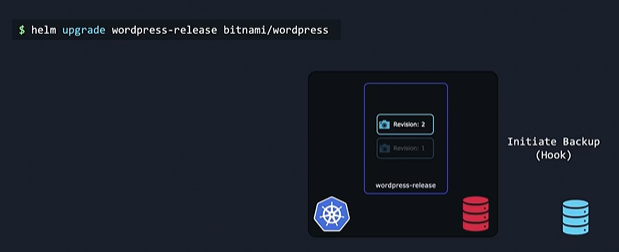 $ helm upgrade wordpress-release bitnami/wordpress
Revision: 2
Revision: 1
wordpress-release
Initiate Backup
(Hook)